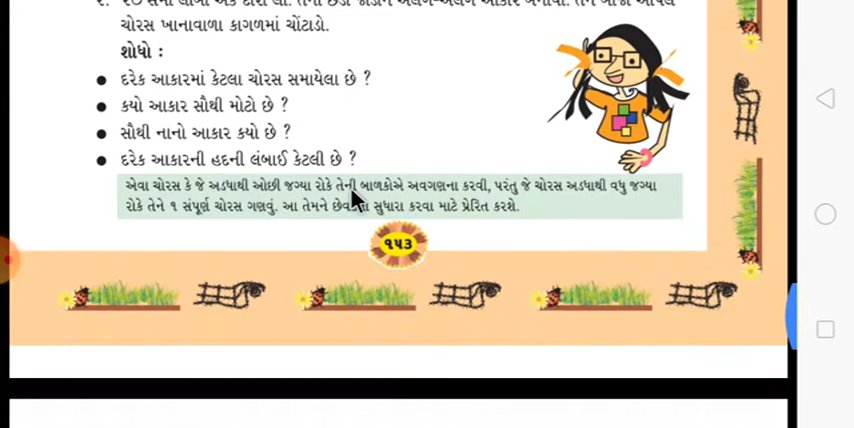 ચોરસ ખાનાવાળા કાગળમાં ચોંટાડો.
શોધો :
● દરેક આકારમાં કેટલા ચોરસ સમાયેલા છે ?
● કયો આકાર સૌથી મોટો છે ?
● સૌથી નાનો આકાર કયો છે ?
● દરેક આકારની હદની લંબાઈ કેટલી છે ?
એવા ચોરસ કે જે અડધાથી ઓછી જગ્યા રોકે તેની બાળકોએ અવગણના કરવી, પરંતુ જે ચોરસ અડધાથી વધુ જગ્યા
રોકે તેને ૧ સંપૂર્ણ ચોરસ ગણવું. આ તેમને સુધારા કરવા માટે પ્રેરિત કરશે.
૧૫૩